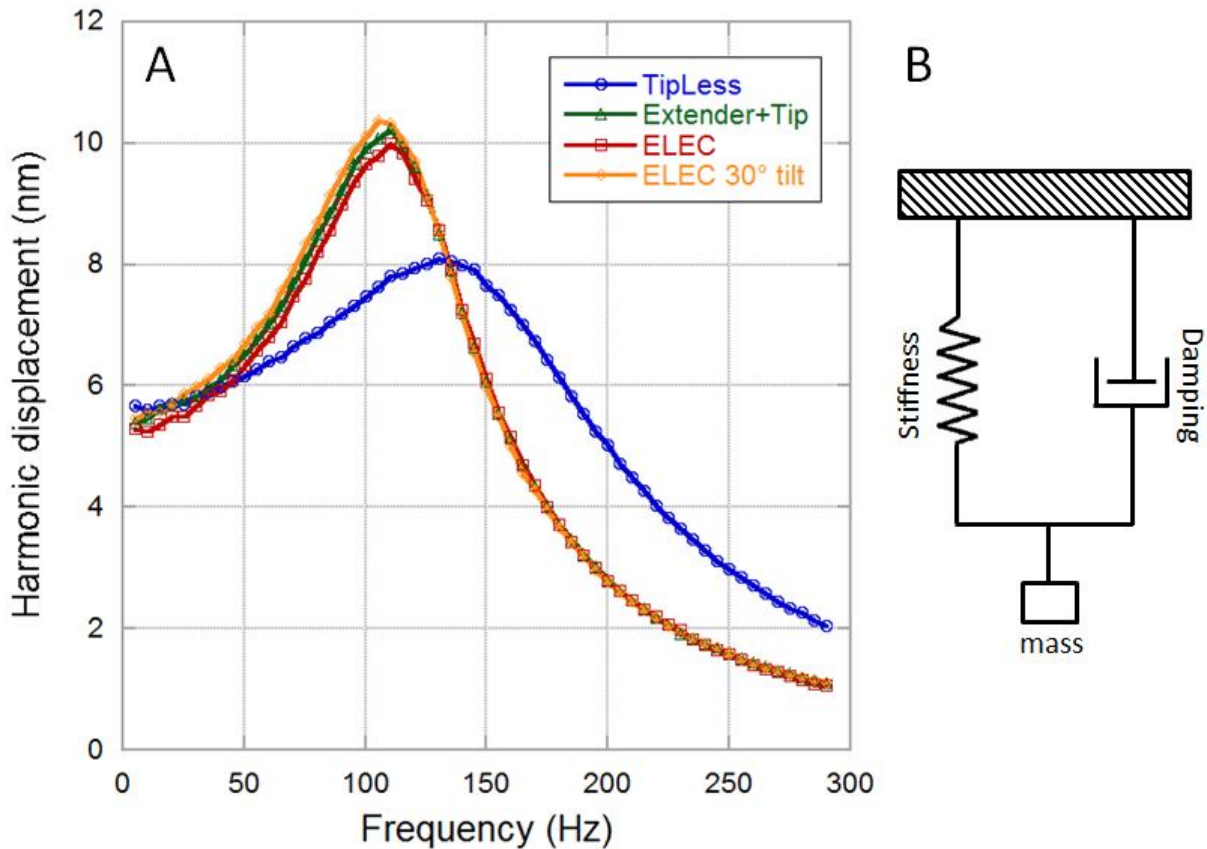 A
B
TipLess
Extender+Tip
ELEC
ELEC 30° tilt
Harmonic displacement (nm)
12
10
8
6
4
2
0
0 50 100 150 200 250 300
Frequency (Hz)
Stiffness
Damping
mass